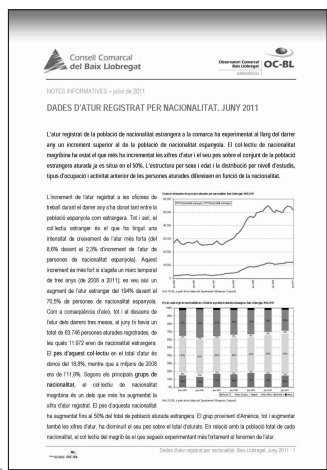 Consell Comarcal
del Baix Llobregat
Observatori Comarcal
Baix Llobregat
OC-BL
NOTES INFORMATIVES – juliol de 2011
DADES D'ATUR REGISTRAT PER NACIONALITAT. JUNY 2011
L'atur registrat de la població de nacionalitat estrangera a la comarca ha experimentat al llarg del darrer
any un increment superior al de la població de nacionalitat espanyola. El col·lectiu de nacionalitat
magribina ha estat el que més ha incrementat les xifres d'atur i el seu pes sobre el conjunt de la població
estrangera aturada ja es situa en el 50%. L'estructura per sexe i edat i la distribució per nivell d'estudis,
tipus d'ocupació i activitat anterior de les persones aturades difereixen en funció de la nacionalitat.
L'increment de l'atur registrat a les oficines de
treball durant el darrer any s'ha donat tant entre la
població espanyola com estrangera. Tot i així, el
col·lectiu estranger és el que ha tingut una
intensitat de creixement de l'atur més forta (del
8,6% davant el 2,3% d'increment de l'atur de
persones de nacionalitat espanyola). Aquest
increment és més fort si s'agafa un marc temporal
de tres anys (de 2008 a 2011); es veu així un
augment de l'atur estranger del 194% davant el
70,5% de persones de nacionalitat espanyola.
Com a conseqüència d'això, tot i el descens de
l'atur dels darrers tres mesos, al juny hi havia un
total de 63.746 persones aturades registrades, de
les quals 11.972 eren de nacionalitat estrangera.
El pes d'aquest col·lectiu en el total d'atur és
doncs del 18,8%, mentre que a mitjans de 2008
era de l'11,8%. Segons els principals grups de
nacionalitat, el col·lectiu de nacionalitat
magribina és un dels que més ha augmentat la
xifra d'atur registrat. El pes d'aquesta nacionalitat
ha augmentat fins al 50% del total de població aturada estrangera. El grup provinent d'Amèrica, tot i augmentar
també les xifres d'atur, ha disminuït el seu pes sobre el total d'aturats. En relació amb la població total de cada
nacionalitat, el col·lectiu del magrib és el que segueix experimentant més fortament el fenomen de l'atur.
OC-BL
Dades d'atur registrat per nacionalitat. Juny 2011 - 1